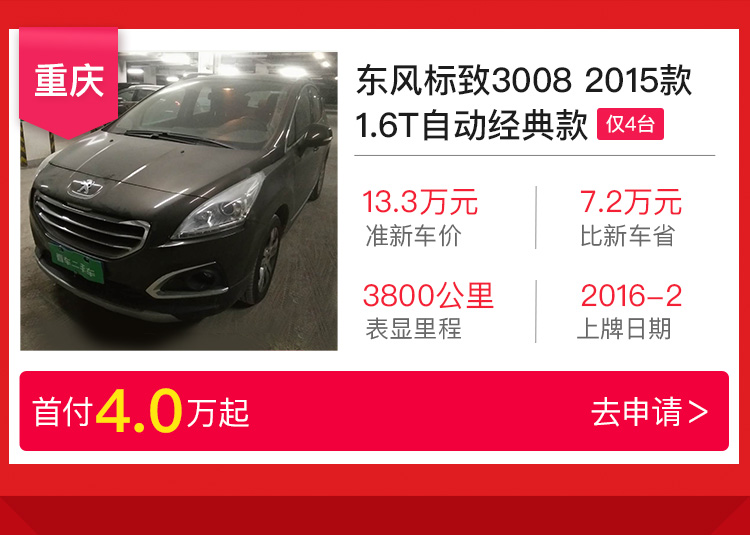 重庆
东风标致3008 2015款
1.6T自动经典款 仅4台
13.3万元
准新车价
7.2万元
比新车省
3800公里
表显里程
2016-2
上牌日期
首付4.0万起
去申请>